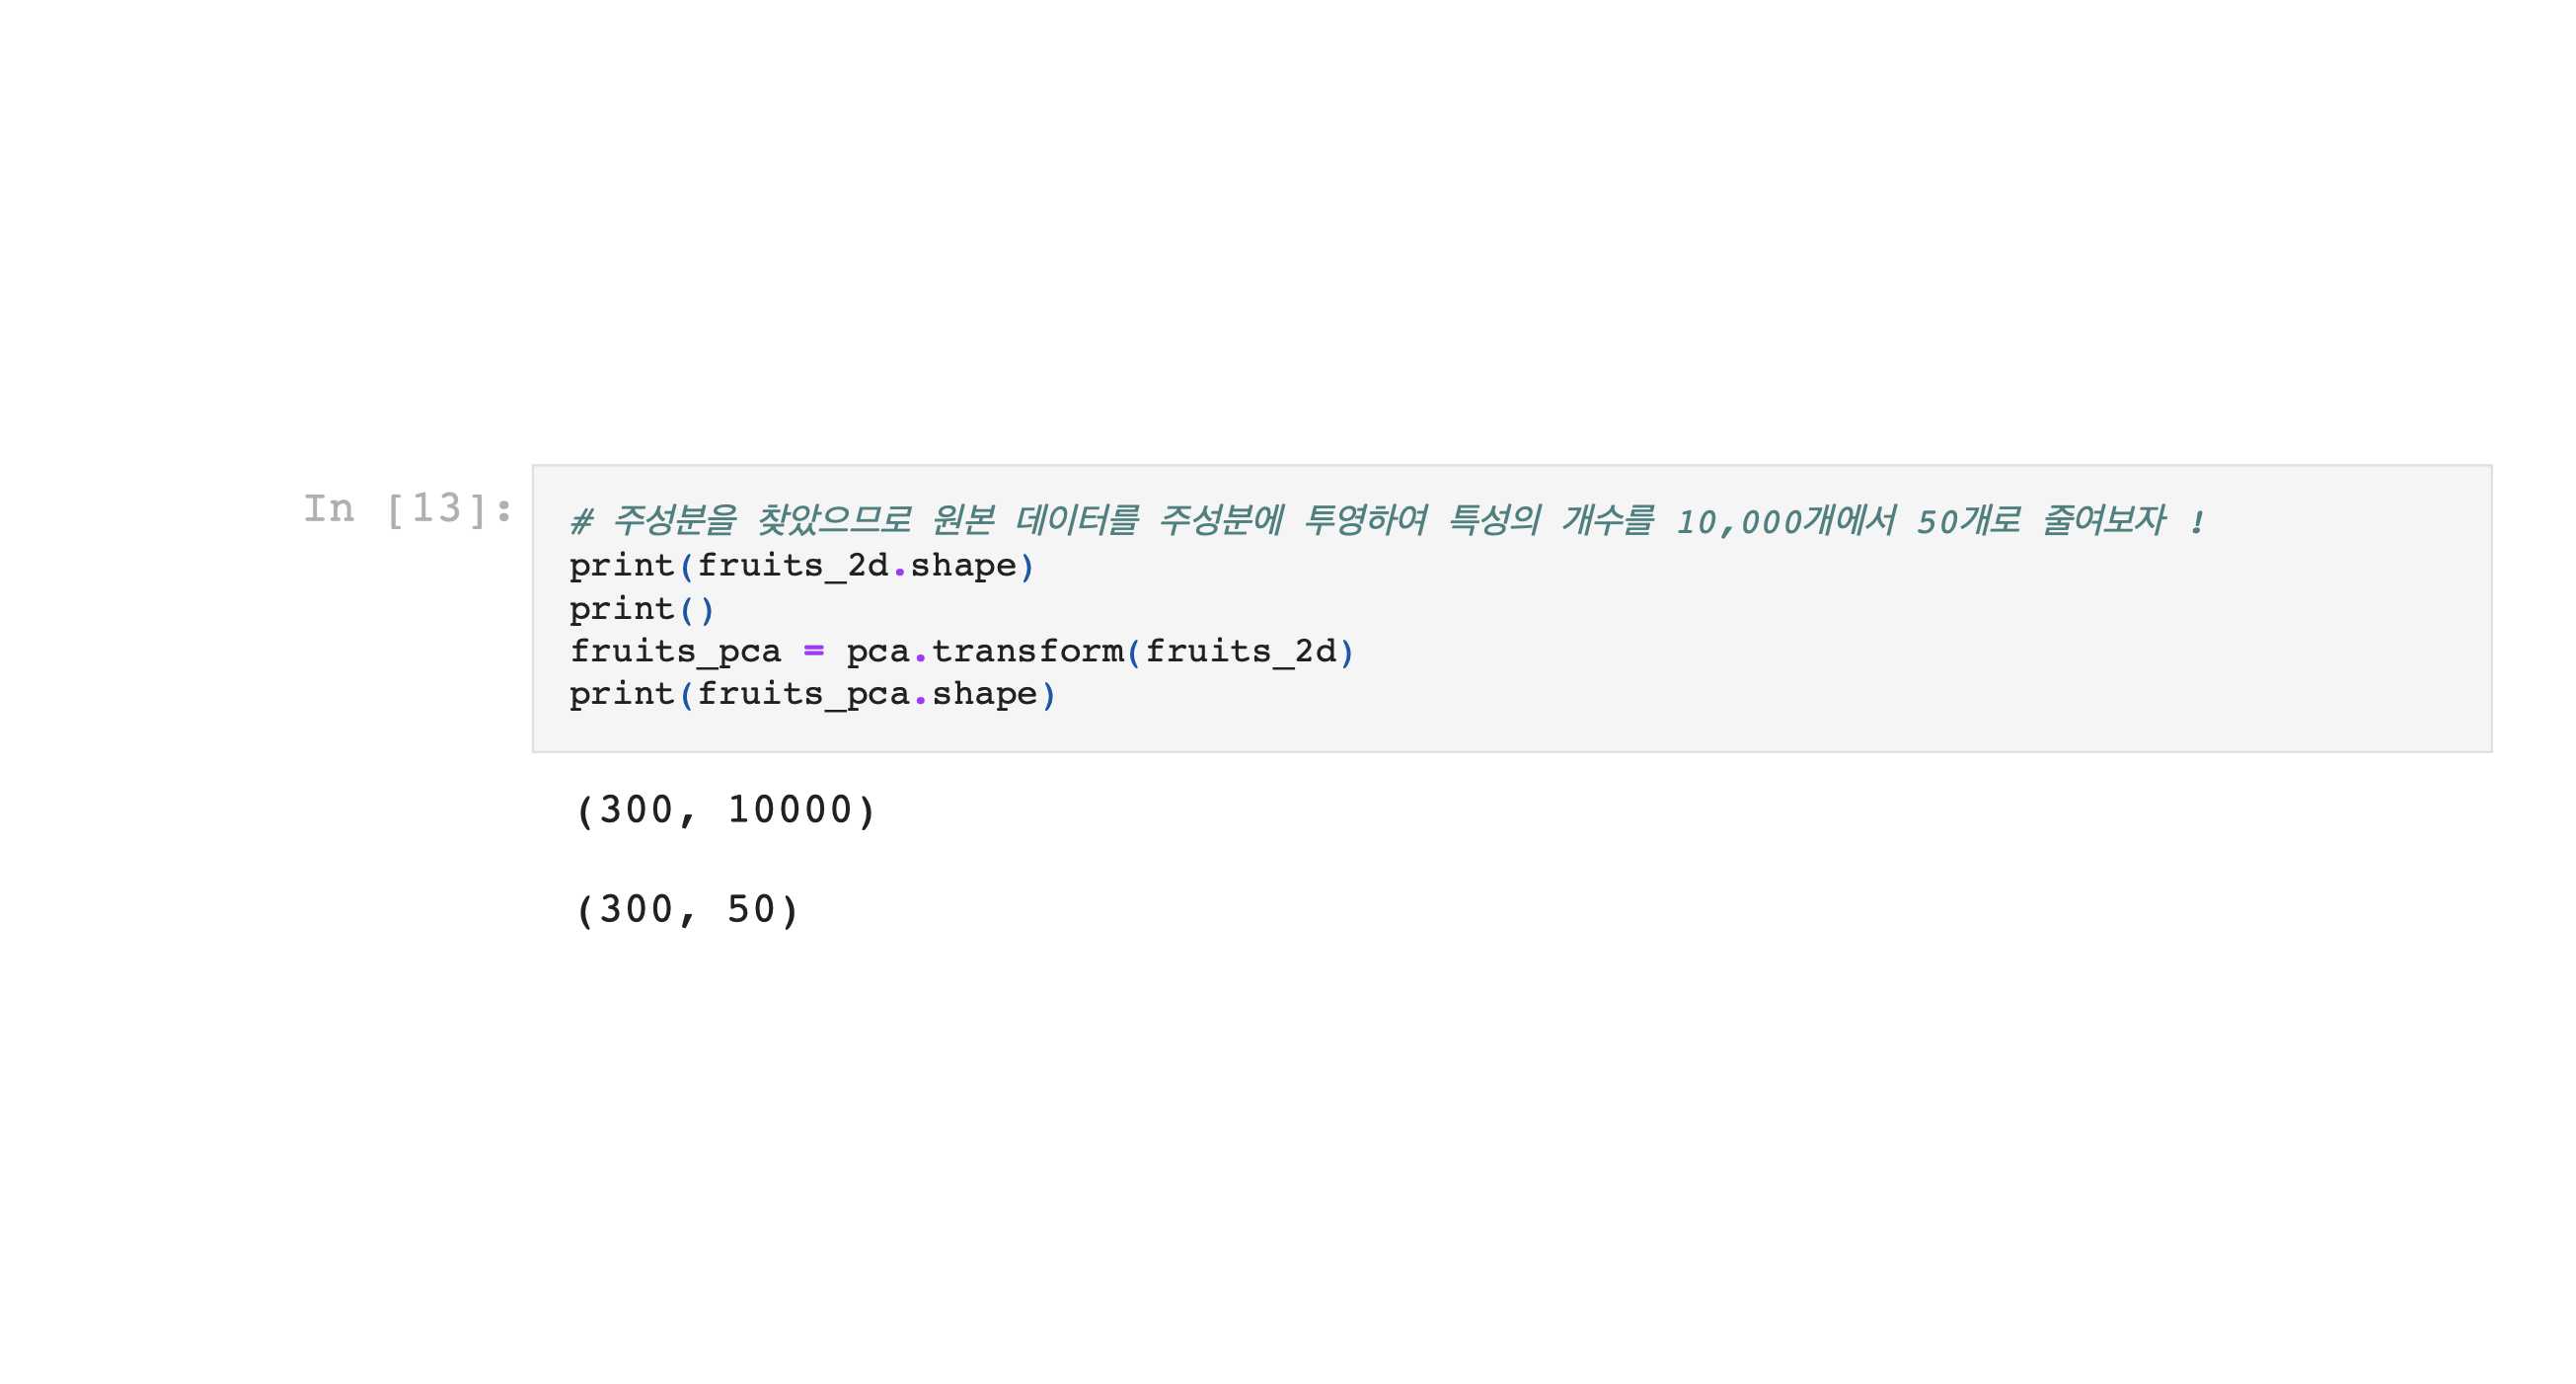 In [13]:
# 주성분을 찾았으므로 원본 데이터를 주성분에 투영하여 특성의 개수를 10,000개에서 50개로 줄여보자 !
print(fruits_2d.shape)
print()
fruits_pca = pca.transform(fruits_2d)
print(fruits_pca.shape)
(300, 10000)
(300, 50)